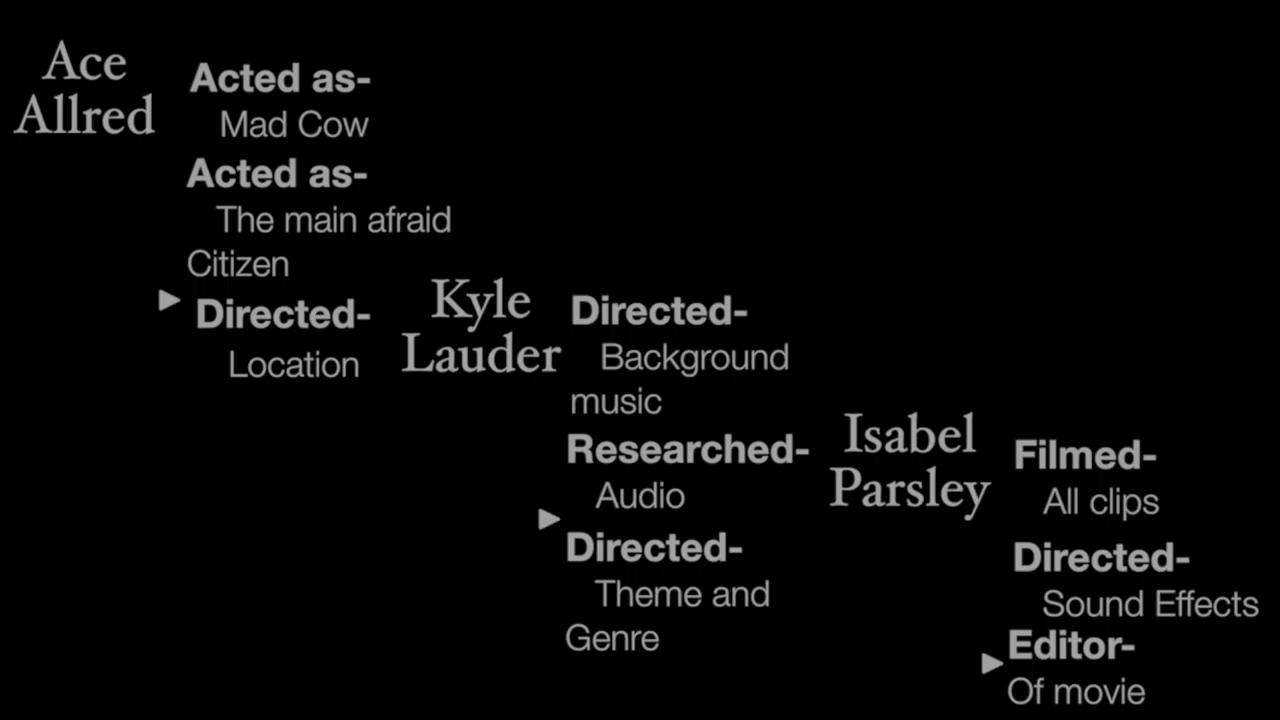 Ace
Allred
Acted as-
Mad Cow
Acted as-
The main afraid
Citizen
Directed-
Location
Kyle
Lauder
Directed-
Background
music
Researched-
Audio
Directed-
Theme and
Genre
Isabel
Parsley
Filmed-
All clips
Directed-
Sound Effects
Editor-
Of movie